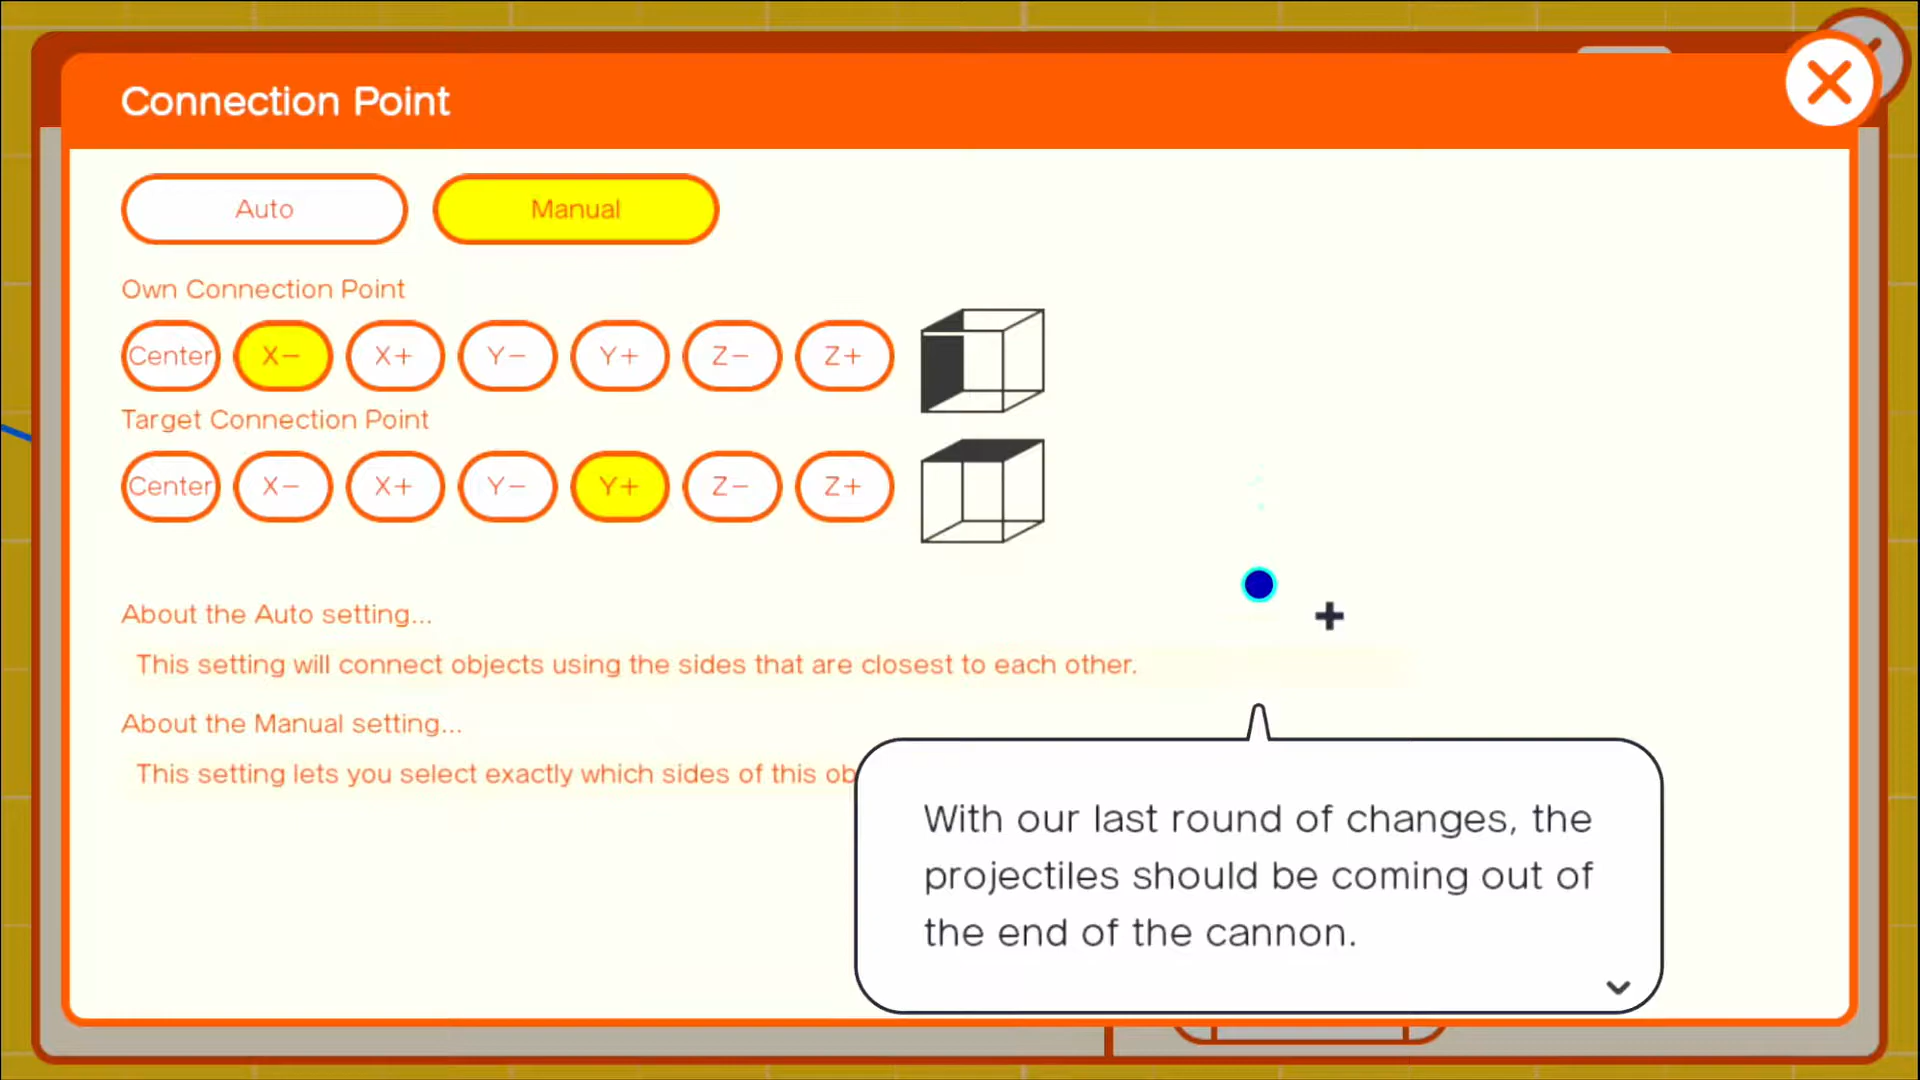 Connection Point
Auto Manual
Own Connection Point
Center X− X+ Y− Y+ Z− Z+
Target Connection Point
Center X− X+ Y− Y+ Z− Z+
About the Auto setting...
This setting will connect objects using the sides that are closest to each other.
About the Manual setting...
This setting lets you select exactly which sides of this ob
With our last round of changes, the
projectiles should be coming out of
the end of the cannon.